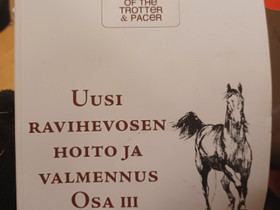 OF THE
TROTTER
& PACER
UUSI
RAVIHEVOSEN
HOITO JA
VALMENNUS
OSA III